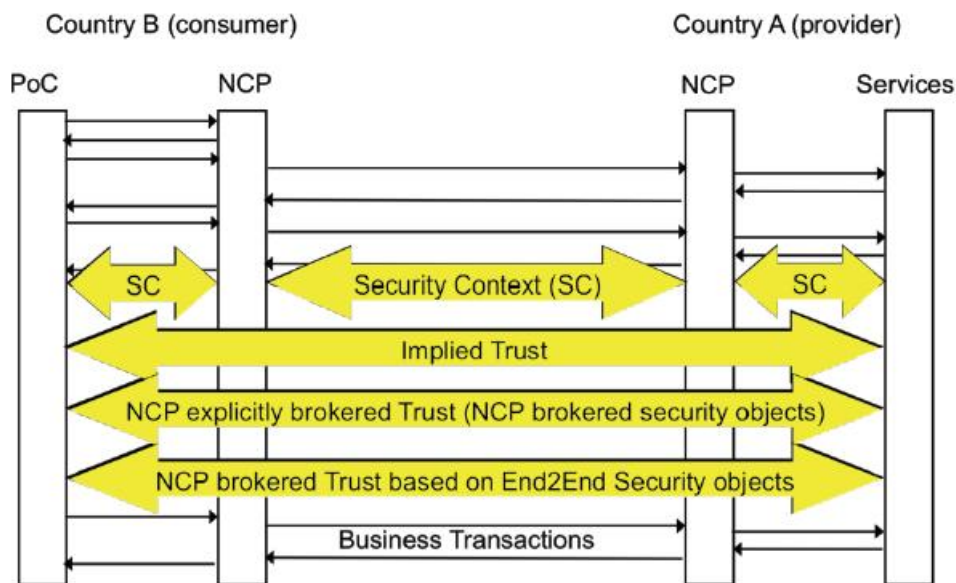 Country B (consumer)
Country A (provider)
PoC
NCP
NCP
Services
SC
Security Context (SC)
SC
Implied Trust
NCP explicitly brokered Trust (NCP brokered security objects)
NCP brokered Trust based on End2End Security objects
Business Transactions